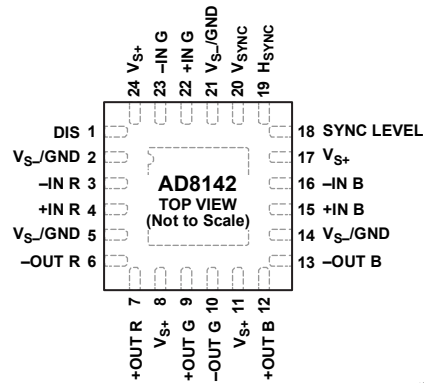 24 VS+
23 –IN G
22 +IN G
21 VS–/GND
20 VSYNC
19 HSYNC
DIS 1
VS–/GND 2
–IN R 3
+IN R 4
VS–/GND 5
–OUT R 6
AD8142
TOP VIEW
(Not to Scale)
18 SYNC LEVEL
17 VS+
16 –IN B
15 +IN B
14 VS–/GND
13 –OUT B
+OUT R 7
VS+ 8
+OUT G 9
–OUT G 10
VS+ 11
+OUT B 12